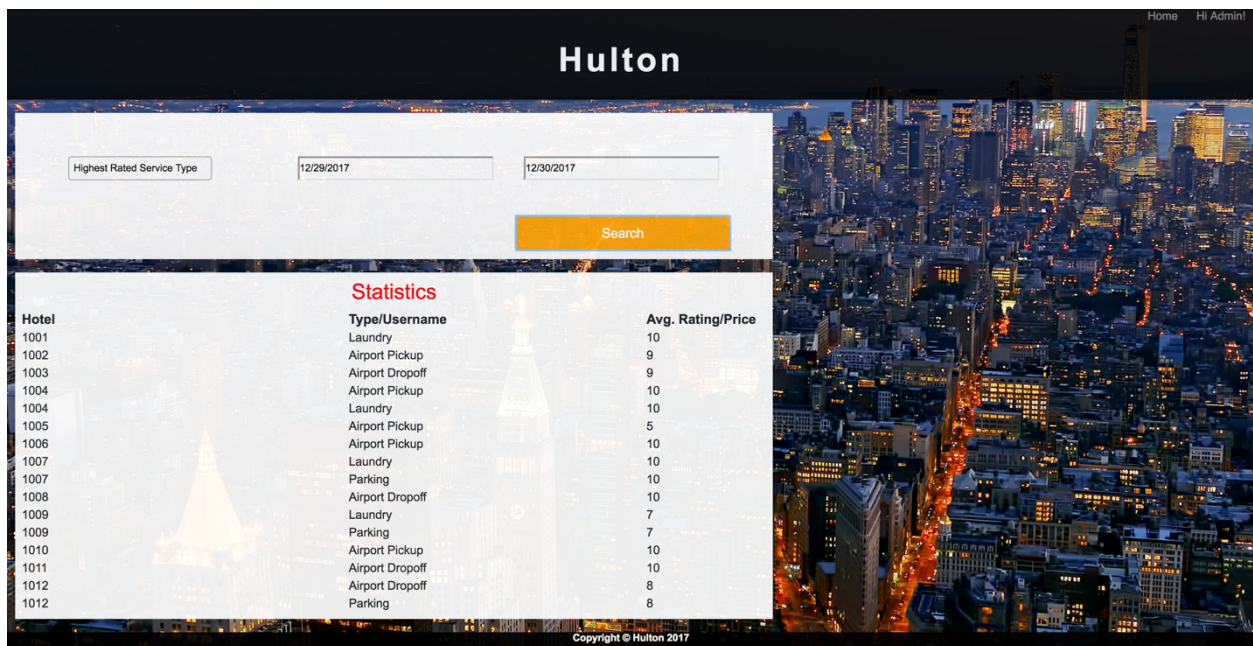 Home Hi Admin!
Hulton
Highest Rated Service Type 12/29/2017 12/30/2017
Search
Statistics
Hotel Type/Username Avg. Rating/Price
1001 Laundry 10
1002 Airport Pickup 9
1003 Airport Dropoff 9
1004 Airport Pickup 10
1004 Laundry 10
1005 Airport Pickup 5
1006 Airport Pickup 10
1007 Laundry 10
1007 Parking 10
1008 Airport Dropoff 10
1009 Laundry 7
1009 Parking 7
1010 Airport Pickup 10
1011 Airport Dropoff 10
1012 Airport Dropoff 8
1012 Parking 8
Copyright © Hulton 2017